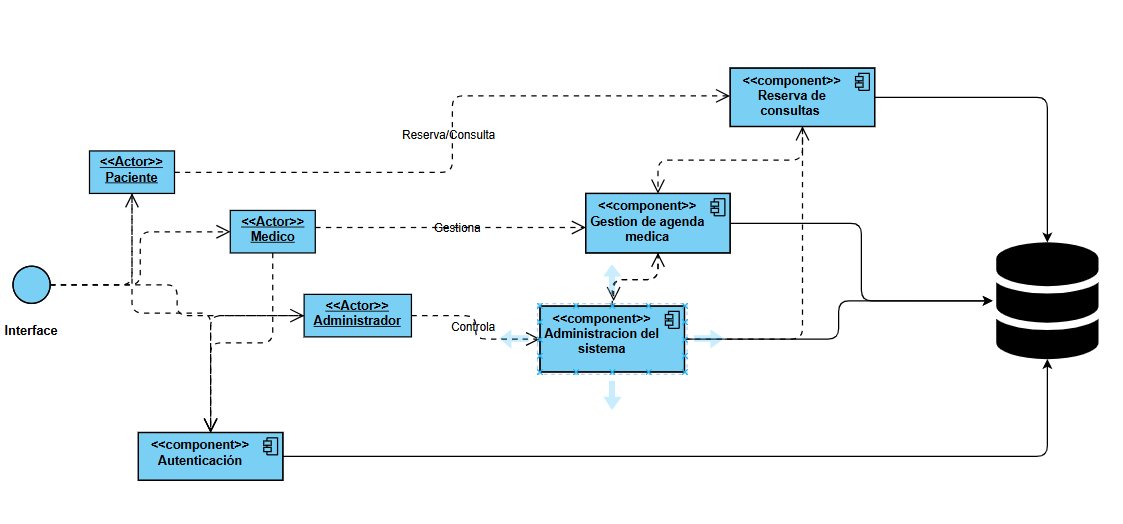 <<component>>
Reserva de
consultas
Reserva/Consulta
<<Actor>>
Paciente
<<component>>
Gestion de agenda
medica
<<Actor>>
Medico
Gestiona
<<Actor>>
Administrador
Controla
<<component>>
Administracion del
sistema
Interface
<<component>>
Autenticación